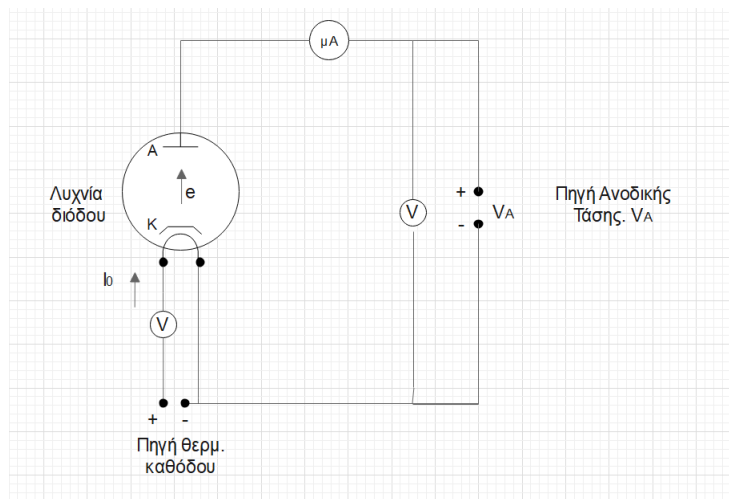 μA
A
e
K
Λυχνία
διόδου
I0
V
+ -
Πηγή θερμ.
καθόδου
V
+
-
VA
Πηγή Ανοδικής
Τάσης. VA